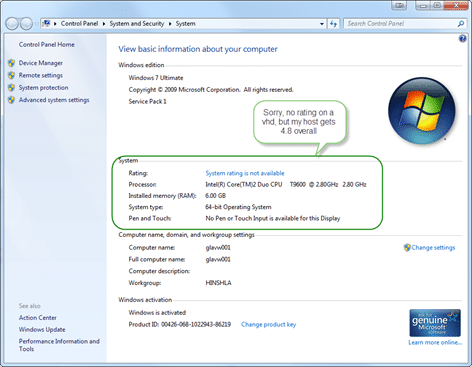 Control Panel ▸ System and Security ▸ System
Search Control Panel
Control Panel Home
Device Manager
Remote settings
System protection
Advanced system settings
View basic information about your computer
Windows edition
Windows 7 Ultimate
Copyright © 2009 Microsoft Corporation. All rights reserved.
Service Pack 1
Sorry, no rating on a
vhd, but my host gets
4.8 overall
System
Rating: System rating is not available
Processor: Intel(R) Core(TM)2 Duo CPU T9600 @ 2.80GHz 2.80 GHz
Installed memory (RAM): 6.00 GB
System type: 64-bit Operating System
Pen and Touch: No Pen or Touch Input is available for this Display
Computer name, domain, and workgroup settings
Computer name: glavw001
Change settings
Full computer name: glavw001
Computer description:
Workgroup: HINSHLA
Windows activation
Windows is activated
Product ID: 00426-068-1022943-86219 Change product key
ask for
genuine
Microsoft
software
Learn more online...
See also
Action Center
Windows Update
Performance Information and
Tools